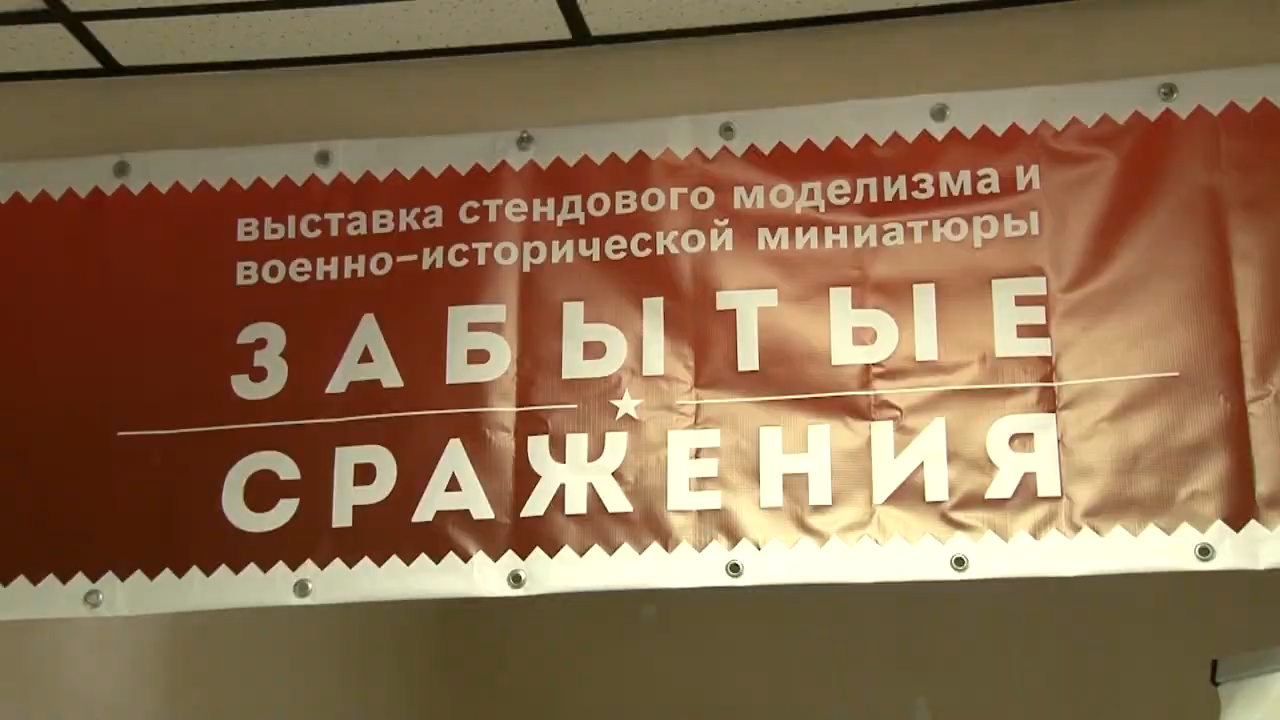 выставка стендового моделизма и
военно-исторической миниатюры
ЗАБЫТЫЕ
СРАЖЕНИЯ